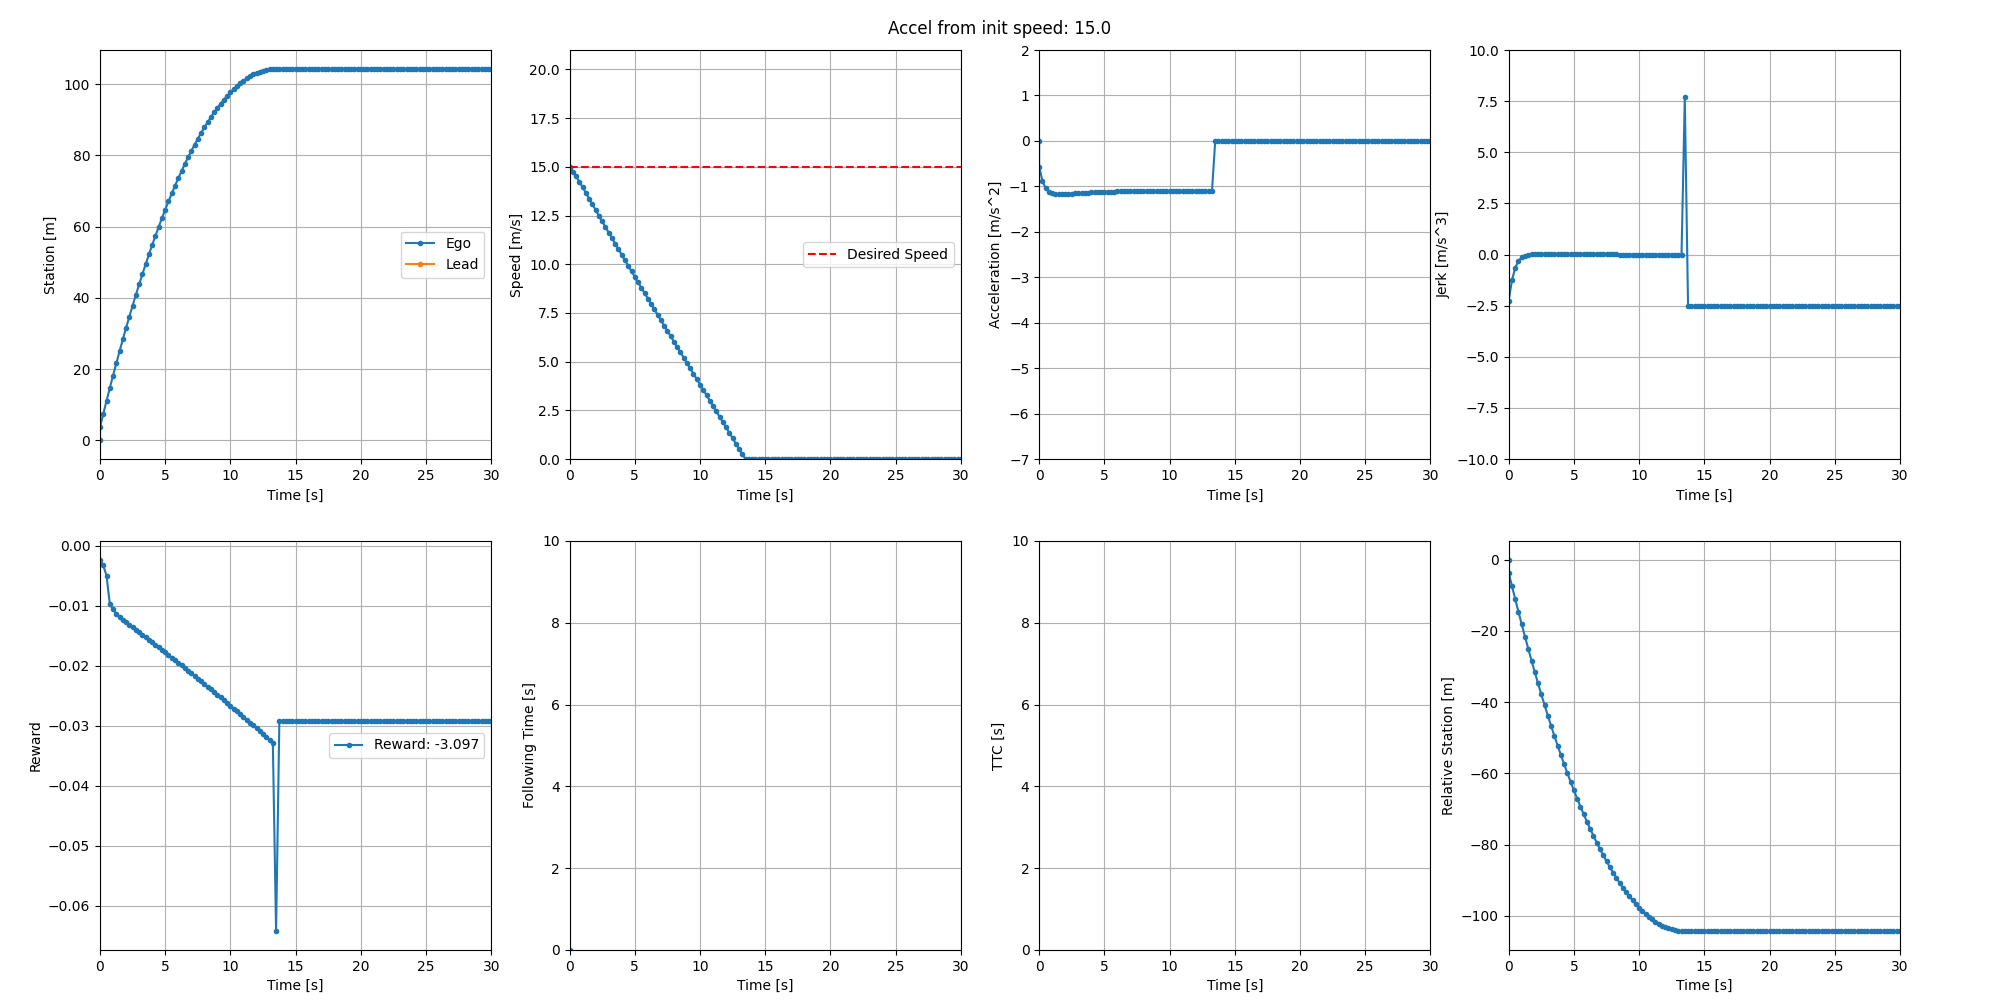 Accel from init speed: 15.0
100
80
60
40
20
0
Station [m]
Ego
Lead
0 5 10 15 20 25 30
Time [s]
20.0
17.5
15.0
12.5
10.0
7.5
5.0
2.5
0.0
Speed [m/s]
Desired Speed
0 5 10 15 20 25 30
Time [s]
2
1
0
−1
−2
−3
−4
−5
−6
−7
Acceleration [m/s^2]
0 5 10 15 20 25 30
Time [s]
10.0
7.5
5.0
2.5
0.0
−2.5
−5.0
−7.5
−10.0
Jerk [m/s^3]
0 5 10 15 20 25 30
Time [s]
0.00
−0.01
−0.02
−0.03
−0.04
−0.05
−0.06
Reward
Reward: -3.097
0 5 10 15 20 25 30
Time [s]
10
8
6
4
2
0
Following Time [s]
0 5 10 15 20 25 30
Time [s]
10
8
6
4
2
0
TTC [s]
0 5 10 15 20 25 30
Time [s]
0
−20
−40
−60
−80
−100
Relative Station [m]
0 5 10 15 20 25 30
Time [s]